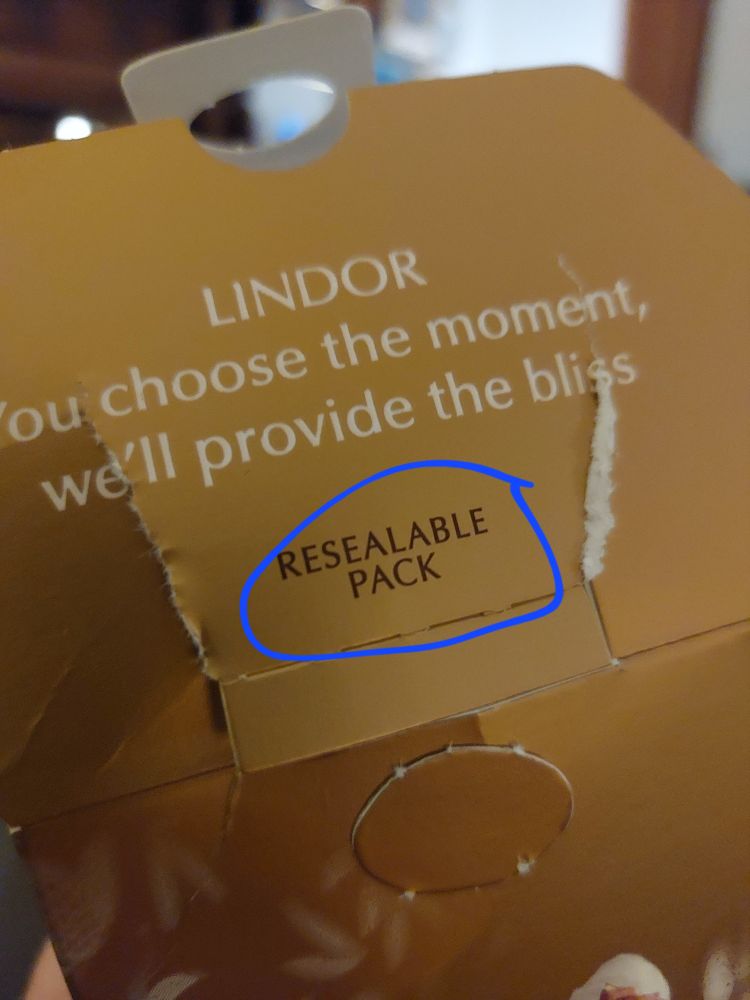 LINDOR
You choose the moment,
we'll provide the bliss
RESEALABLE
PACK